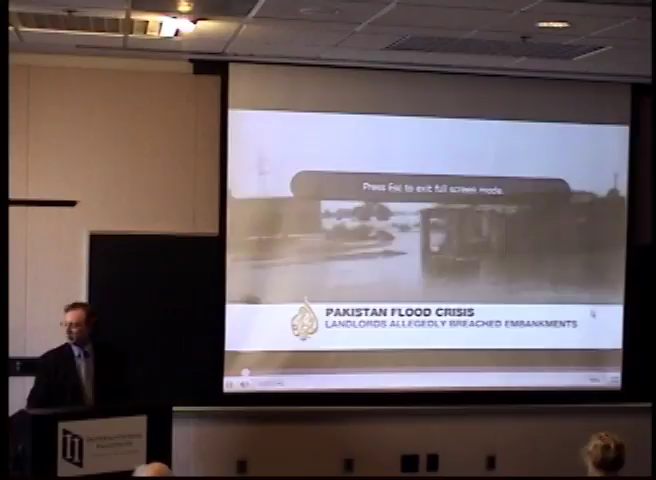 Press Esc to exit full screen mode.
PAKISTAN FLOOD CRISIS
LANDLORDS ALLEGEDLY BREACHED EMBANKMENTS